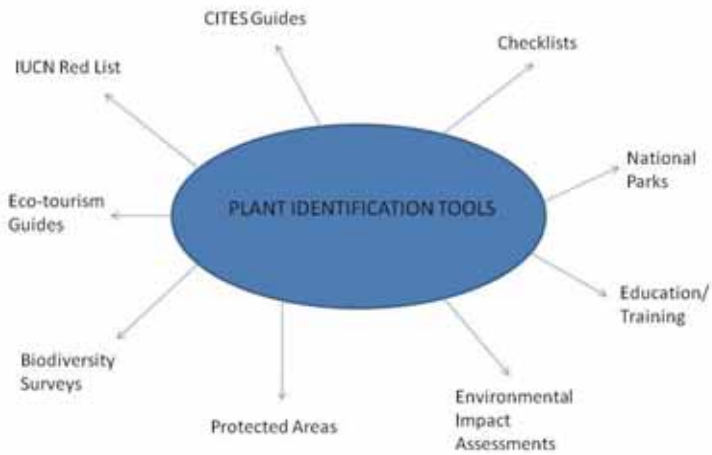 CITES Guides
Checklists
IUCN Red List
National
Parks
Eco-tourism
Guides
PLANT IDENTIFICATION TOOLS
Education/
Training
Biodiversity
Surveys
Protected Areas
Environmental
Impact
Assessments